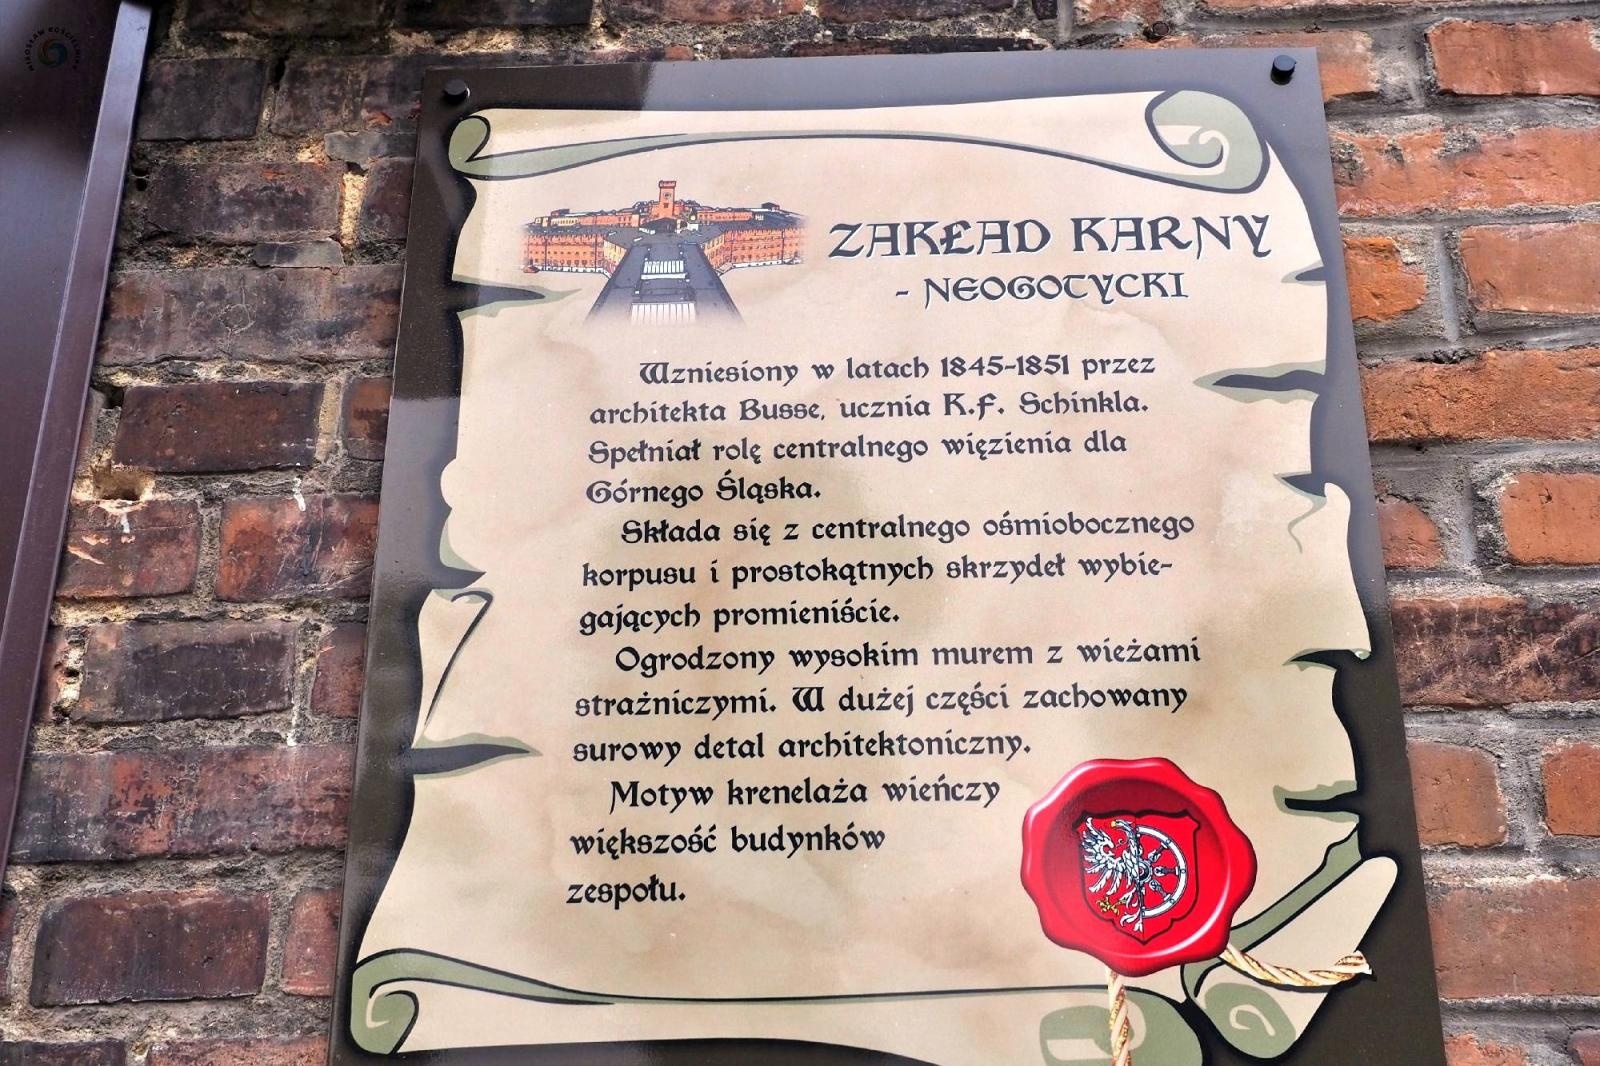 MIROSŁAW KOŚCIELNIAK
ZAKŁAD KARNY
- NEOGOTYCKI
Wzniesiony w latach 1845-1851 przez
architekta Busse, ucznia K.F. Schinkla.
Spełniał rolę centralnego więzienia dla
Górnego Śląska.
Składa się z centralnego ośmiobocznego
korpusu i prostokątnych skrzydeł wybie-
gających promieniście.
Ogrodzony wysokim murem z wieżami
strażniczymi. W dużej części zachowany
surowy detal architektoniczny.
Motyw krenelaża wieńczy
większość budynków
zespołu.